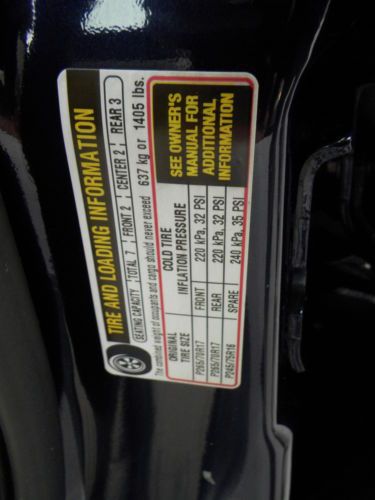 TIRE AND LOADING INFORMATION
SEATING CAPACITY TOTAL 7 FRONT 2 CENTER 2 REAR 3
The combined weight of occupants and cargo should never exceed 637 kg or 1405 lbs.
ORIGINAL TIRE SIZE COLD TIRE INFLATION PRESSURE
P265/70R17 FRONT 220 kPa, 32 PSI
P265/70R17 REAR 220 kPa, 32 PSI
P245/75R16 SPARE 240 kPa, 35 PSI
SEE OWNER'S
MANUAL FOR
ADDITIONAL
INFORMATION